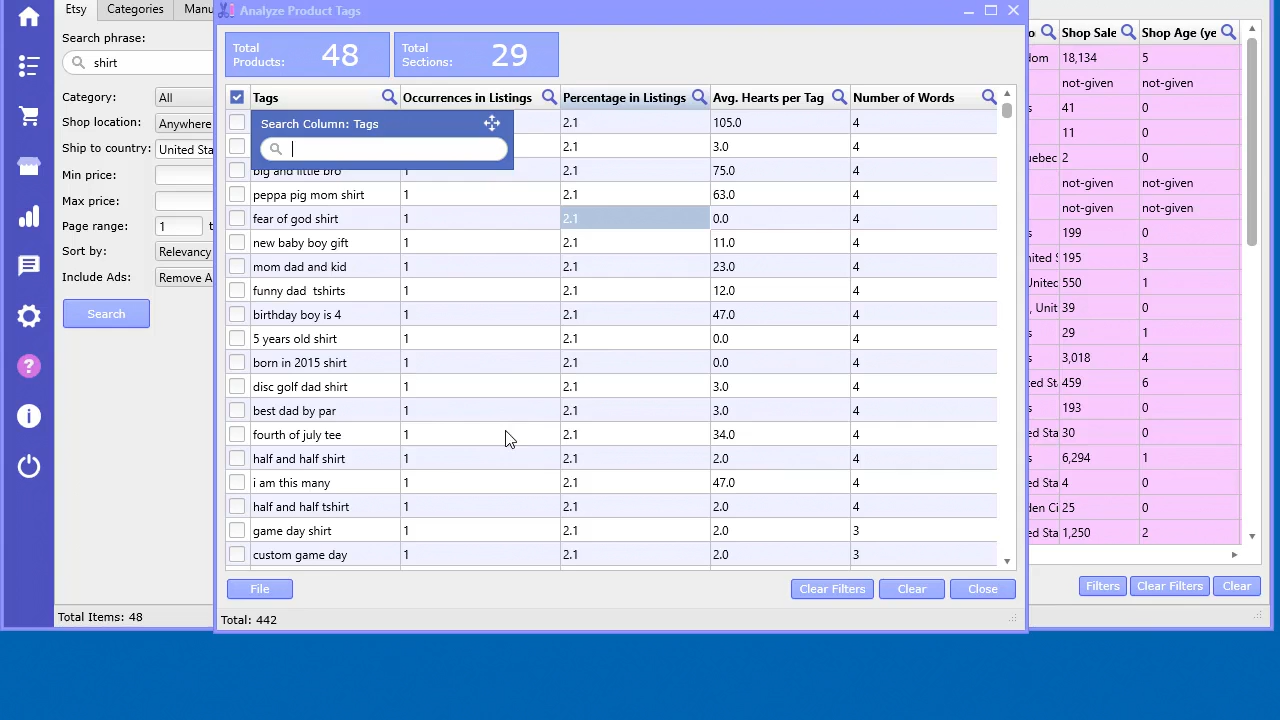 Etsy Categories Manu
Search phrase:
shirt
Category: All
Shop location: Anywhere
Ship to country: United Sta
Min price:
Max price:
Page range: 1 t
Sort by: Relevancy
Include Ads: Remove A
Search
Total Items: 48
Analyze Product Tags
Total Products: 48 Total Sections: 29
Tags Occurrences in Listings Percentage in Listings Avg. Hearts per Tag Number of Words
Search Column: Tags
2.1 105.0 4
2.1 3.0 4
big and little bro 1 2.1 75.0 4
peppa pig mom shirt 1 2.1 63.0 4
fear of god shirt 1 2.1 0.0 4
new baby boy gift 1 2.1 11.0 4
mom dad and kid 1 2.1 23.0 4
funny dad tshirts 1 2.1 12.0 4
birthday boy is 4 1 2.1 47.0 4
5 years old shirt 1 2.1 0.0 4
born in 2015 shirt 1 2.1 0.0 4
disc golf dad shirt 1 2.1 3.0 4
best dad by par 1 2.1 3.0 4
fourth of july tee 1 2.1 34.0 4
half and half shirt 1 2.1 2.0 4
i am this many 1 2.1 47.0 4
half and half tshirt 1 2.1 2.0 4
game day shirt 1 2.1 2.0 3
custom game day 1 2.1 2.0 3
File Clear Filters Clear Close
Total: 442
o Shop Sale Shop Age (ye
dom 18,134 5
not-given not-given
s 41 0
11 0
uebec 2 0
not-given not-given
not-given not-given
s 199 0
nited S 195 3
United 550 1
, Unit 39 0
s 29 1
s 3,018 4
ed St 459 6
s 193 0
ed Sta 30 0
s 6,294 1
ed Sta 4 0
den Ci 25 0
ed Sta 1,250 2
Filters Clear Filters Clear